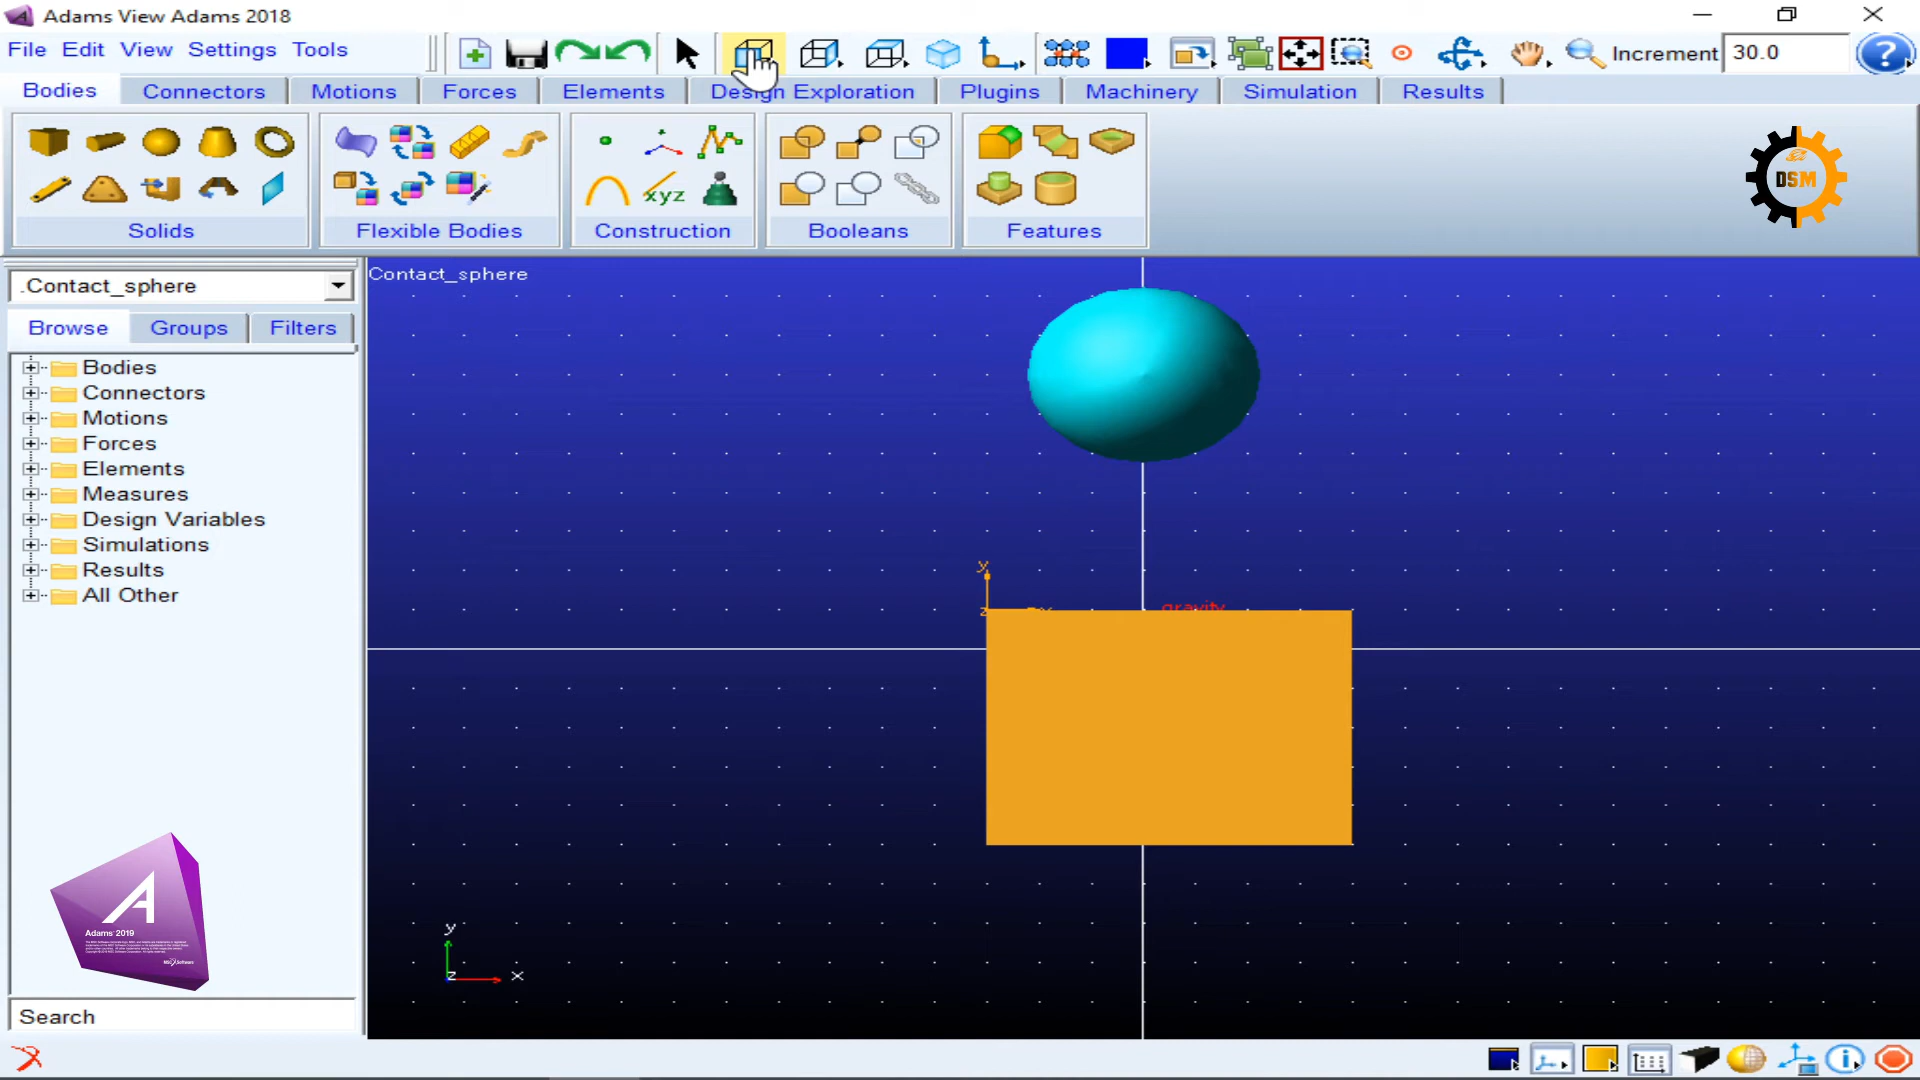 Adams View Adams 2018
File Edit View Settings Tools
Increment 30.0
Bodies Connectors Motions Forces Elements Design Exploration Plugins Machinery Simulation Results
xyz
DSM
Solids Flexible Bodies Construction Booleans Features
.Contact_sphere
Contact_sphere
Browse Groups Filters
Bodies
Connectors
Motions
Forces
Elements
Measures
Design Variables
Simulations
Results
All Other
y
z
gravity
A
Adams 2019
y
z x
Search